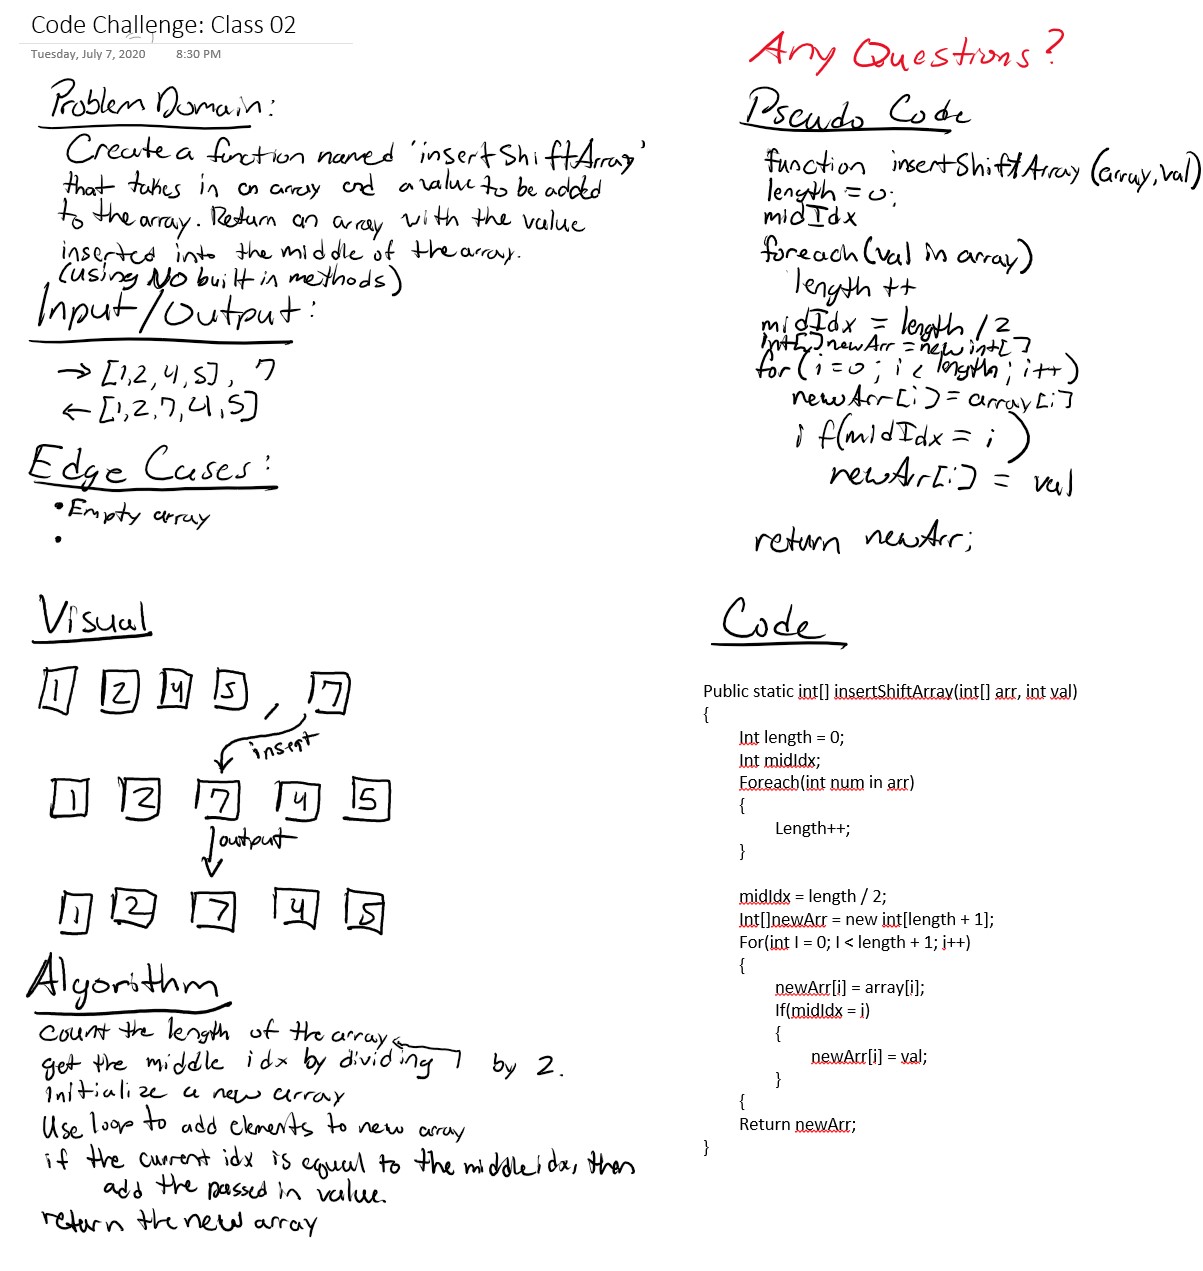 Code Challenge: Class 02
Tuesday, July 7, 2020 8:30 PM
Problem Domain:
Create a function named 'insertShiftArray'
that takes in an array and a value to be added
to the array. Return an array with the value
inserted into the middle of the array.
(using NO built in methods)
Input/Output:
→ [1,2,4,5], 7
← [1,2,7,4,5]
Edge Cases:
• Empty array
•
Visual
1 2 4 5 , 7
insert
1 2 7 4 5
output
1 2 7 4 5
Algorithm
count the length of the array
get the middle idx by dividing by 2.
Initialize a new array
Use loop to add elements to new array
if the current idx is equal to the middle idx, then
add the passed in value.
return the new array
Any Questions?
Pseudo Code
function insertShiftArray (array, val)
length = 0;
midIdx
foreach (val in array)
length ++
midIdx = length / 2
int[] newArr = new int[]
for (i = 0; i < length; i++)
newArr[i] = array[i]
if(midIdx = i)
newArr[i] = val
return newArr;
Code
Public static int[] insertShiftArray(int[] arr, int val)
{
Int length = 0;
Int midIdx;
Foreach(int num in arr)
{
Length++;
}
midIdx = length / 2;
Int[]newArr = new int[length + 1];
For(int I = 0; I < length + 1; i++)
{
newArr[i] = array[i];
If(midIdx = i)
{
newArr[i] = val;
}
{
Return newArr;
}